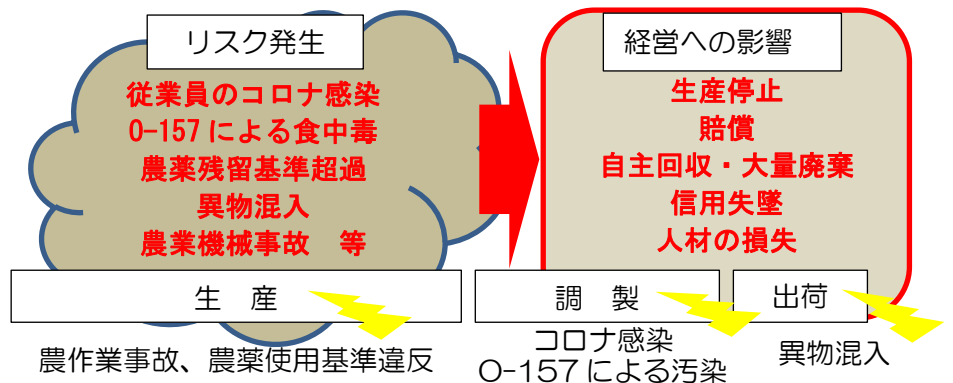 リスク発生
従業員のコロナ感染
O-157による食中毒
農薬残留基準超過
異物混入
農業機械事故　等
経営への影響
生産停止
賠償
自主回収・大量廃棄
信用失墜
人材の損失
生　産
調　製
出荷
農作業事故、農薬使用基準違反
コロナ感染
O-157による汚染
異物混入